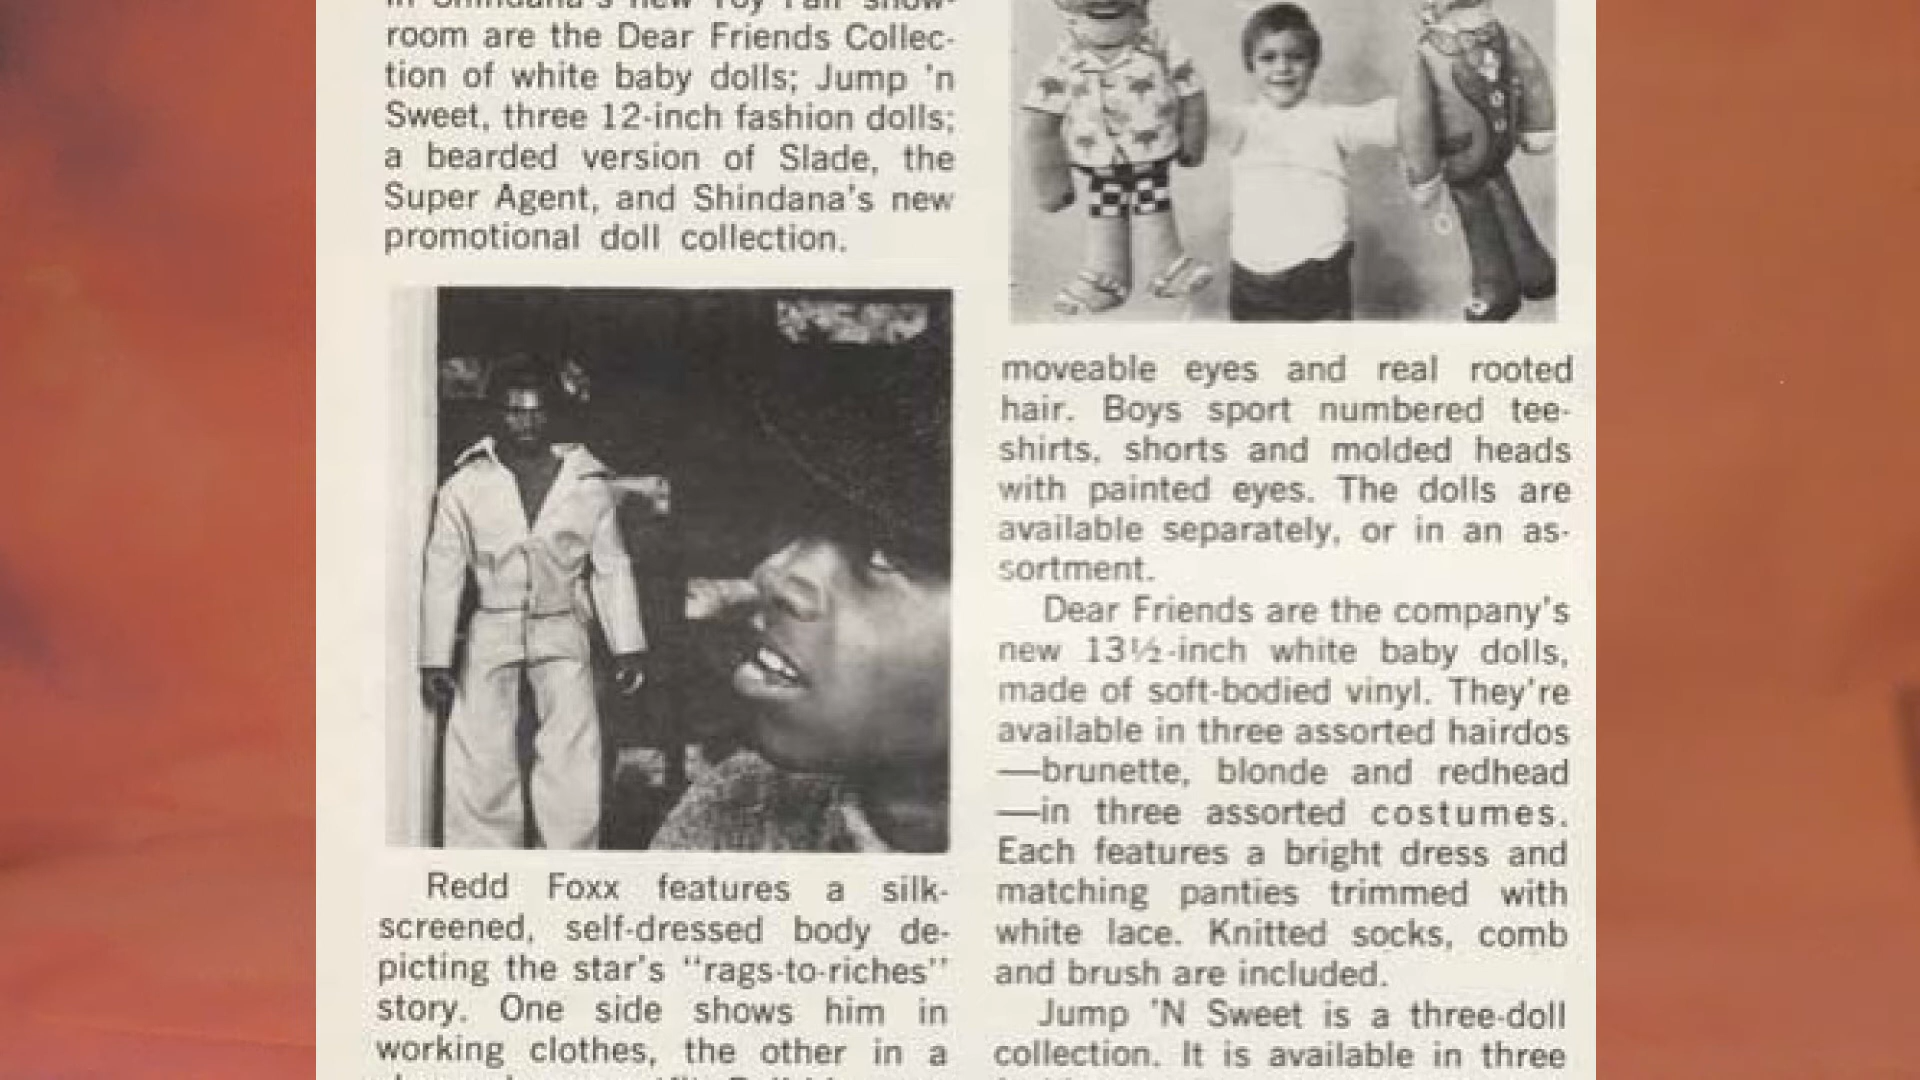 in Shindana's new Toy Fair show-
room are the Dear Friends Collec-
tion of white baby dolls; Jump 'n
Sweet, three 12-inch fashion dolls;
a bearded version of Slade, the
Super Agent, and Shindana's new
promotional doll collection.
Redd Foxx features a silk-
screened, self-dressed body de-
picting the star's "rags-to-riches"
story. One side shows him in
working clothes, the other in a
moveable eyes and real rooted
hair. Boys sport numbered tee-
shirts, shorts and molded heads
with painted eyes. The dolls are
available separately, or in an as-
sortment.
Dear Friends are the company's
new 13½-inch white baby dolls,
made of soft-bodied vinyl. They're
available in three assorted hairdos
—brunette, blonde and redhead
—in three assorted costumes.
Each features a bright dress and
matching panties trimmed with
white lace. Knitted socks, comb
and brush are included.
Jump 'N Sweet is a three-doll
collection. It is available in three